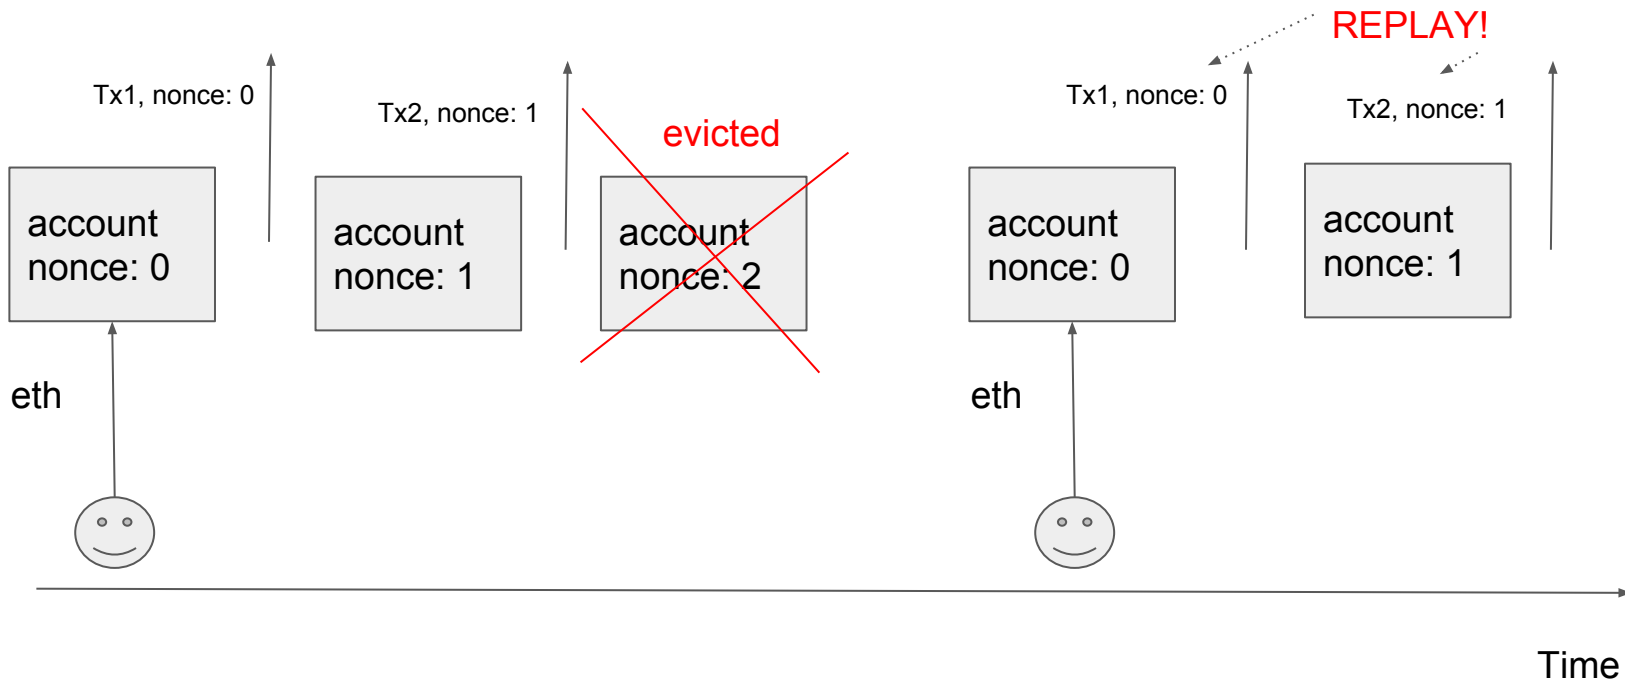 REPLAY!
Tx1, nonce: 0
Tx2, nonce: 1
evicted
Tx1, nonce: 0
Tx2, nonce: 1
account
nonce: 0
account
nonce: 1
account
nonce: 2
account
nonce: 0
account
nonce: 1
eth
eth
Time